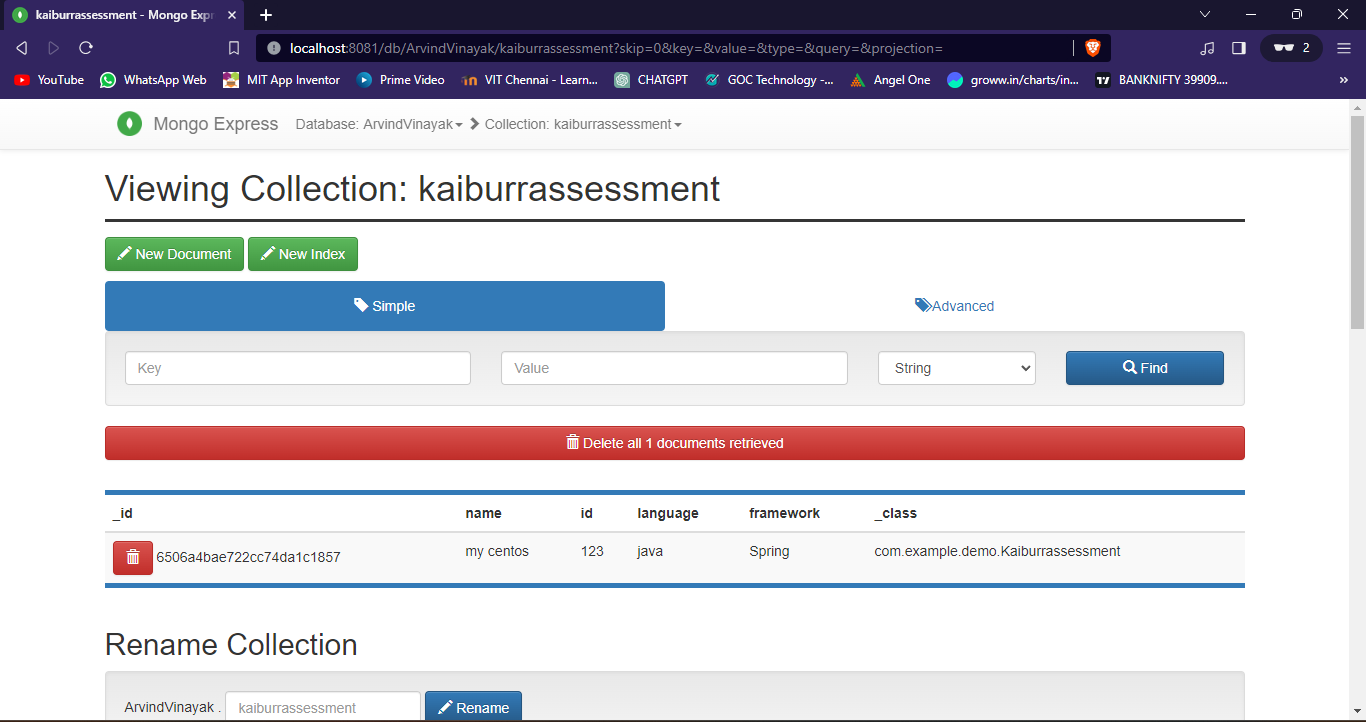 kaiburrassessment - Mongo Expr
localhost:8081/db/ArvindVinayak/kaiburrassessment?skip=0&key=&value=&type=&query=&projection=
2
YouTube WhatsApp Web MIT App Inventor Prime Video VIT Chennai - Learn... CHATGPT GOC Technology -... Angel One groww.in/charts/in... BANKNIFTY 39909.... »
Mongo Express Database: ArvindVinayak Collection: kaiburrassessment
Viewing Collection: kaiburrassessment
New Document New Index
Simple Advanced
Key Value String Find
Delete all 1 documents retrieved
_id name id language framework _class
6506a4bae722cc74da1c1857 my centos 123 java Spring com.example.demo.Kaiburrassessment
Rename Collection
ArvindVinayak . kaiburrassessment Rename